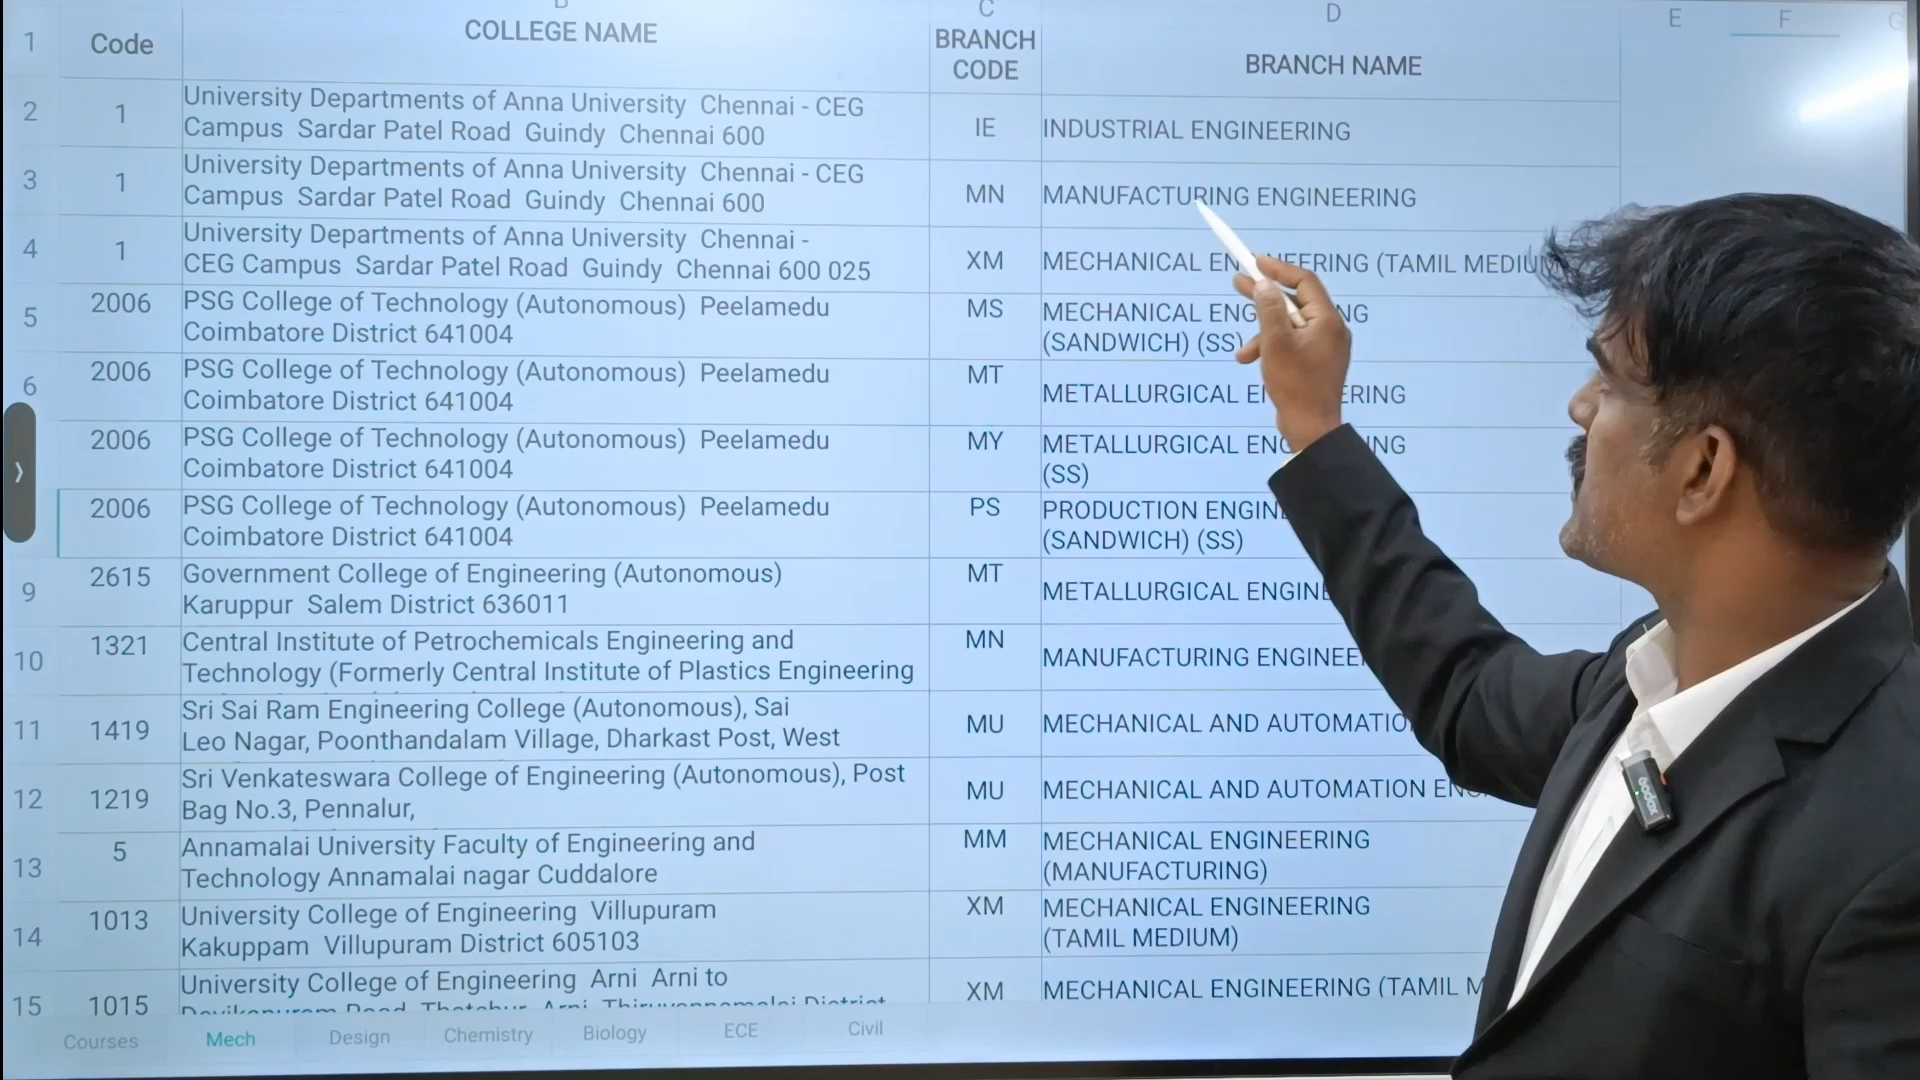 B C D E F G
1 Code COLLEGE NAME BRANCH CODE BRANCH NAME
2 1 University Departments of Anna University Chennai - CEG
Campus Sardar Patel Road Guindy Chennai 600
IE INDUSTRIAL ENGINEERING
3 1 University Departments of Anna University Chennai - CEG
Campus Sardar Patel Road Guindy Chennai 600
MN MANUFACTURING ENGINEERING
4 1 University Departments of Anna University Chennai -
CEG Campus Sardar Patel Road Guindy Chennai 600 025
XM MECHANICAL ENGINEERING (TAMIL MEDIUM
5 2006 PSG College of Technology (Autonomous) Peelamedu
Coimbatore District 641004
MS MECHANICAL ENGINEERING
(SANDWICH) (SS)
6 2006 PSG College of Technology (Autonomous) Peelamedu
Coimbatore District 641004
MT METALLURGICAL ENGINEERING
2006 PSG College of Technology (Autonomous) Peelamedu
Coimbatore District 641004
MY METALLURGICAL ENGINEERING
(SS)
2006 PSG College of Technology (Autonomous) Peelamedu
Coimbatore District 641004
PS PRODUCTION ENGINE
(SANDWICH) (SS)
9 2615 Government College of Engineering (Autonomous)
Karuppur Salem District 636011
MT METALLURGICAL ENGINE
10 1321 Central Institute of Petrochemicals Engineering and
Technology (Formerly Central Institute of Plastics Engineering
MN MANUFACTURING ENGINEE
11 1419 Sri Sai Ram Engineering College (Autonomous), Sai
Leo Nagar, Poonthandalam Village, Dharkast Post, West
MU MECHANICAL AND AUTOMATIO
12 1219 Sri Venkateswara College of Engineering (Autonomous), Post
Bag No.3, Pennalur,
MU MECHANICAL AND AUTOMATION ENG
13 5 Annamalai University Faculty of Engineering and
Technology Annamalai nagar Cuddalore
MM MECHANICAL ENGINEERING
(MANUFACTURING)
14 1013 University College of Engineering Villupuram
Kakuppam Villupuram District 605103
XM MECHANICAL ENGINEERING
(TAMIL MEDIUM)
15 1015 University College of Engineering Arni Arni to
XM MECHANICAL ENGINEERING (TAMIL M
Courses Mech Design Chemistry Biology ECE Civil
Godox